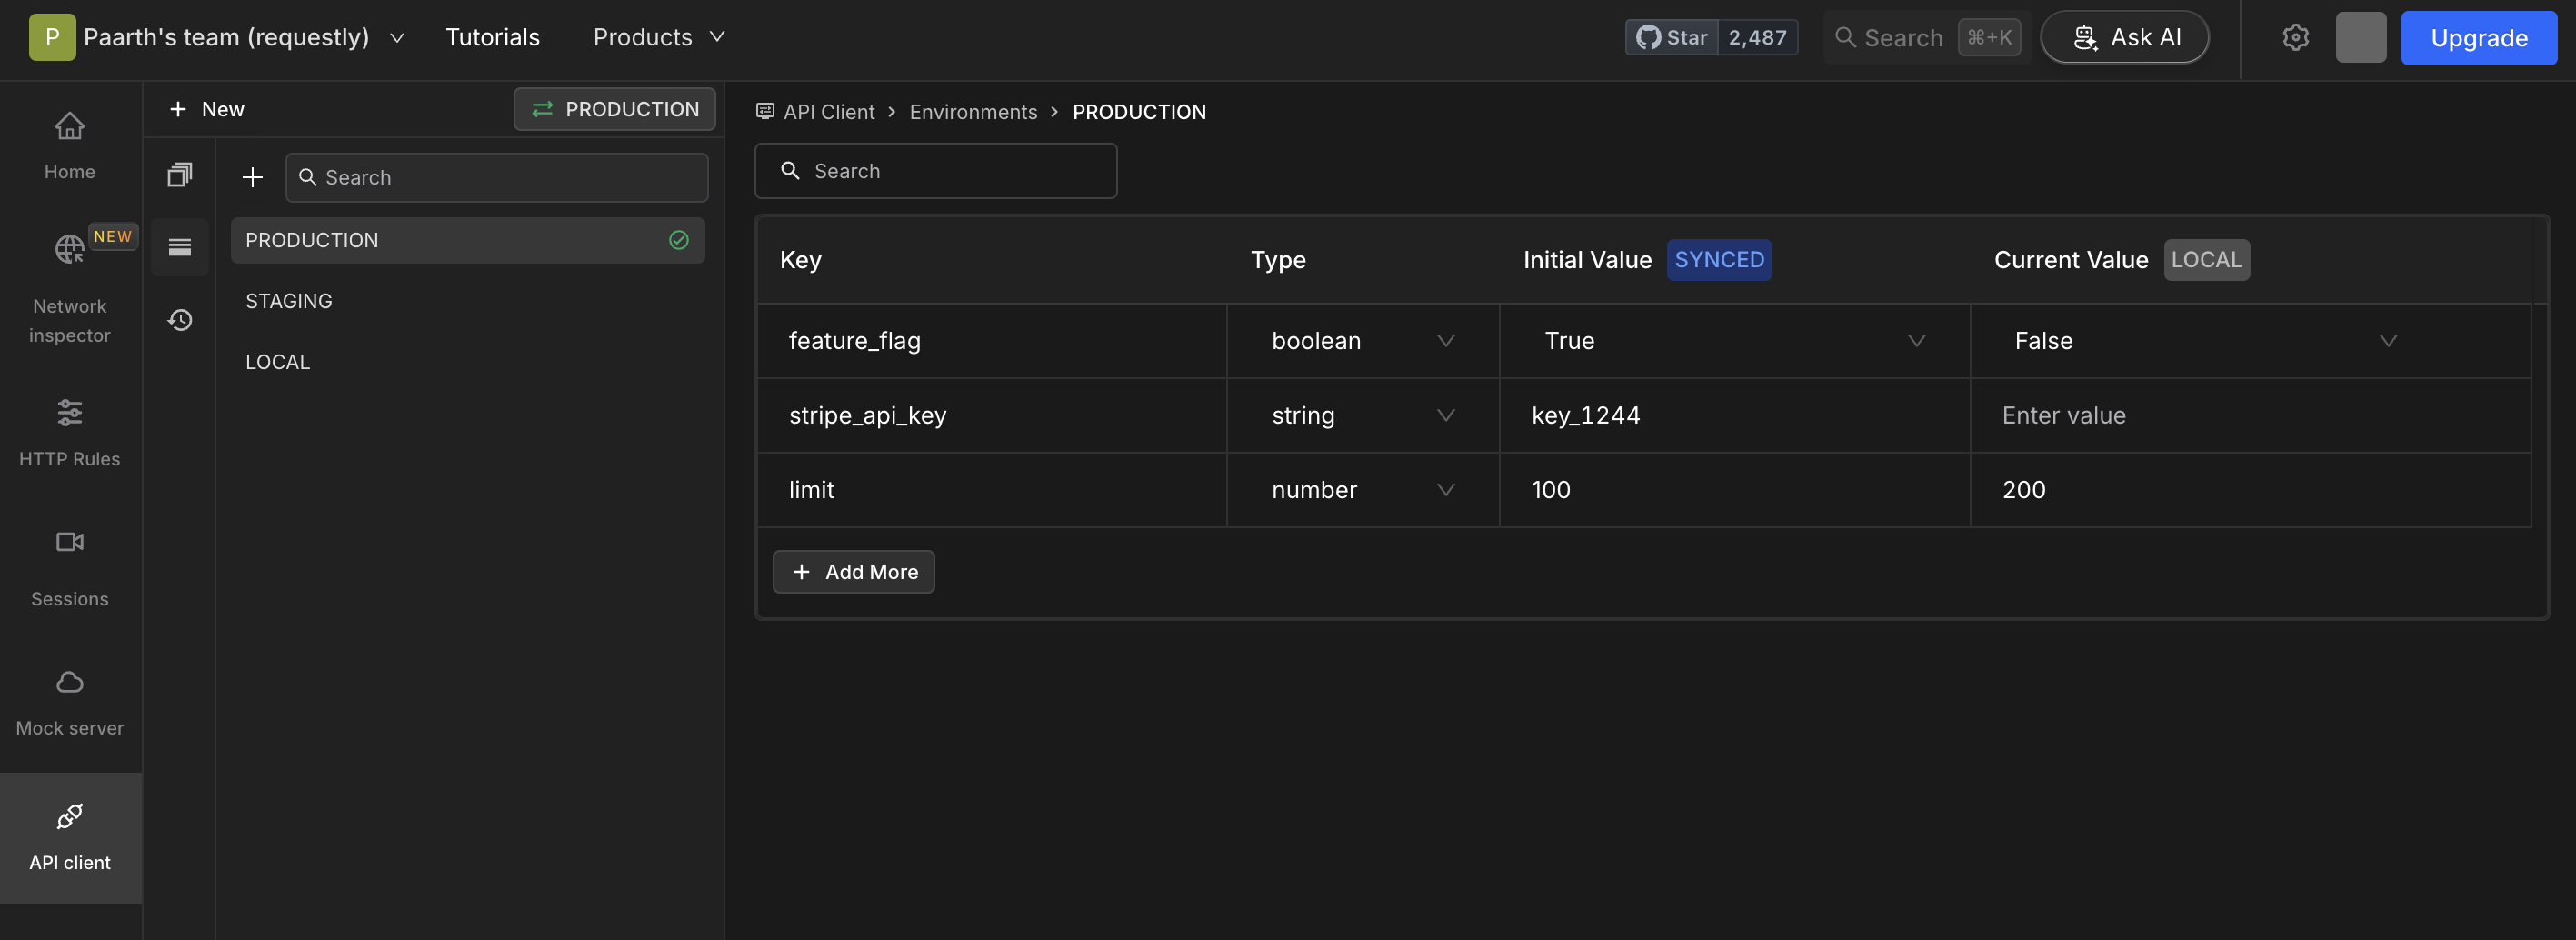 P Paarth's team (requestly) Tutorials Products Star 2,487 Search ⌘+K Ask AI Upgrade
Home
NEW
Network
inspector
HTTP Rules
Sessions
Mock server
API client
+ New PRODUCTION
Search
PRODUCTION
STAGING
LOCAL
API Client > Environments > PRODUCTION
Search
Key Type Initial Value SYNCED Current Value LOCAL
feature_flag boolean True False
stripe_api_key string key_1244 Enter value
limit number 100 200
+ Add More